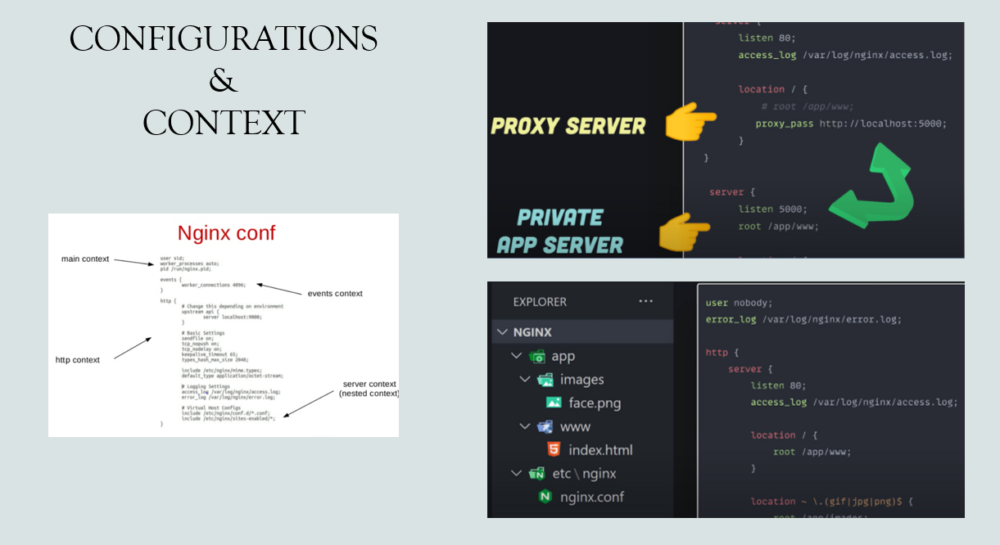 CONFIGURATIONS
&
CONTEXT
Nginx conf
main context
events context
http context
server context
(nested context)
user sid;
worker_processes auto;
pid /run/nginx.pid;
events {
worker_connections 4096;
}
http {
# Change this depending on environment
upstream api {
server localhost:9000;
}
# Basic Settings
sendfile on;
tcp_nopush on;
tcp_nodelay on;
keepalive_timeout 65;
types_hash_max_size 2048;
include /etc/nginx/mime.types;
default_type application/octet-stream;
# Logging Settings
access_log /var/log/nginx/access.log;
error_log /var/log/nginx/error.log;
# Virtual Host Configs
include /etc/nginx/conf.d/*.conf;
include /etc/nginx/sites-enabled/*;
}
PROXY SERVER
PRIVATE
APP SERVER
server {
listen 80;
access_log /var/log/nginx/access.log;
location / {
# root /app/www;
proxy_pass http://localhost:5000;
}
}
server {
listen 5000;
root /app/www;
EXPLORER ...
NGINX
app
images
face.png
www
index.html
etc \ nginx
nginx.conf
user nobody;
error_log /var/log/nginx/error.log;
http {
server {
listen 80;
access_log /var/log/nginx/access.log;
location / {
root /app/www;
}
location ~ \.(gif|jpg|png)$ {
root /app/images;